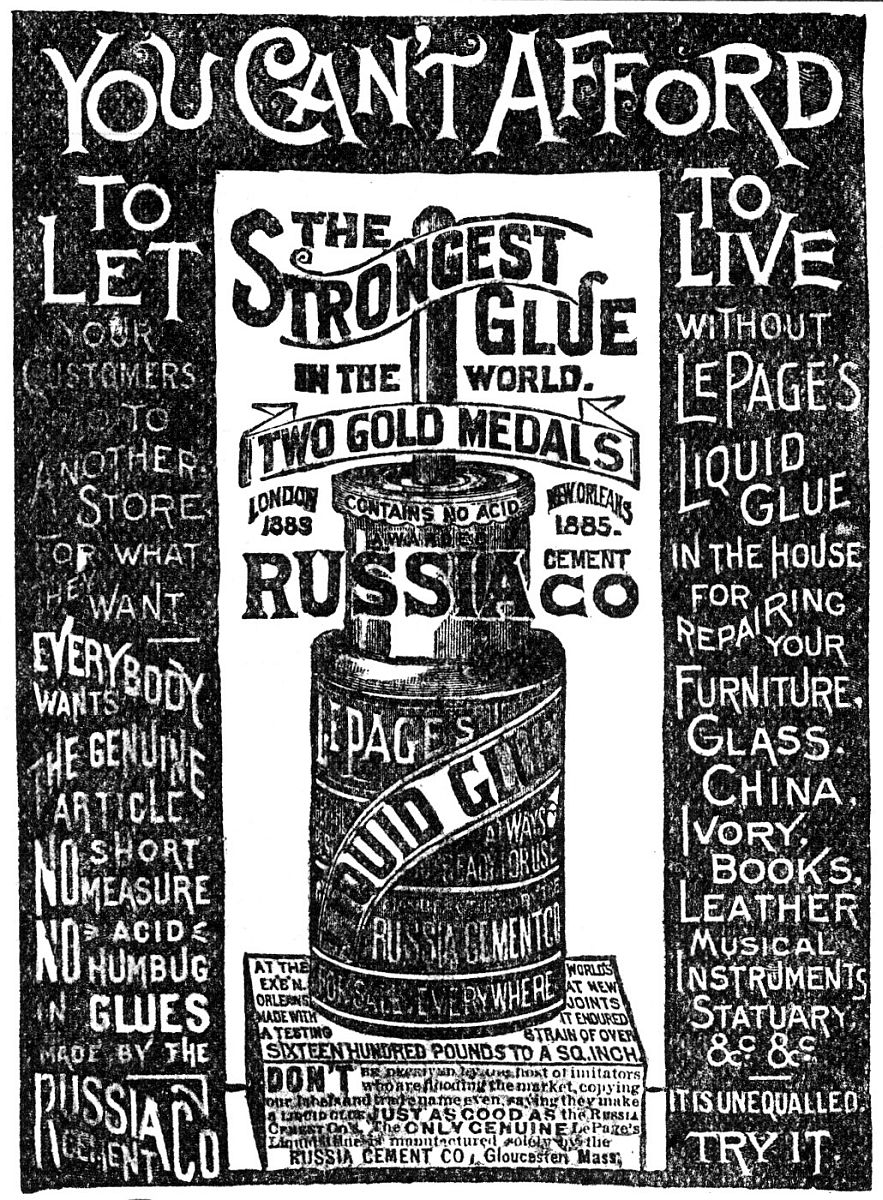 YOU CAN'T AFFORD
TO
LET
YOUR
CUSTOMERS
TO
ANOTHER
STORE
FOR WHAT
THEY
WANT
EVERYBODY
WANTS
THE GENUINE
ARTICLE
NO SHORT
MEASURE
NO ACID
HUMBUG
IN GLUES
MADE BY THE
RUSSIA
CEMENT CO
THE
STRONGEST
GLUE
IN THE WORLD.
TWO GOLD MEDALS
LONDON
1883
NEW ORLEANS
1885.
CONTAINS NO ACID
AWARDED
RUSSIA CEMENT CO
LEPAGE'S
LIQUID GLUE
ALWAYS
READY FOR USE
RUSSIA CEMENT CO
FOR SALE EVERYWHERE
AT THE WORLD'S
EXB'N. AT NEW
ORLEANS JOINTS
MADE WITH IT ENDURED
A TESTING STRAIN OF OVER
SIXTEEN HUNDRED POUNDS TO A SQ. INCH.
DON'T BE DECEIVED by the host of imitators
who are flooding the market, copying
our labels and trade name even, saying they make
a LIQUID GLUE JUST AS GOOD AS the RUSSIA
CEMENT CO'S. The ONLY GENUINE LePage's
Liquid Glue is manufactured solely by the
RUSSIA CEMENT CO., Gloucester Mass,
TO
LIVE
WITHOUT
LEPAGE'S
LIQUID
GLUE
IN THE HOUSE
FOR
REPAIRING
YOUR
FURNITURE,
GLASS.
CHINA,
IVORY,
BOOKS,
LEATHER
MUSICAL
INSTRUMENTS
STATUARY,
&c &c
IT IS UNEQUALLED.
TRY IT.